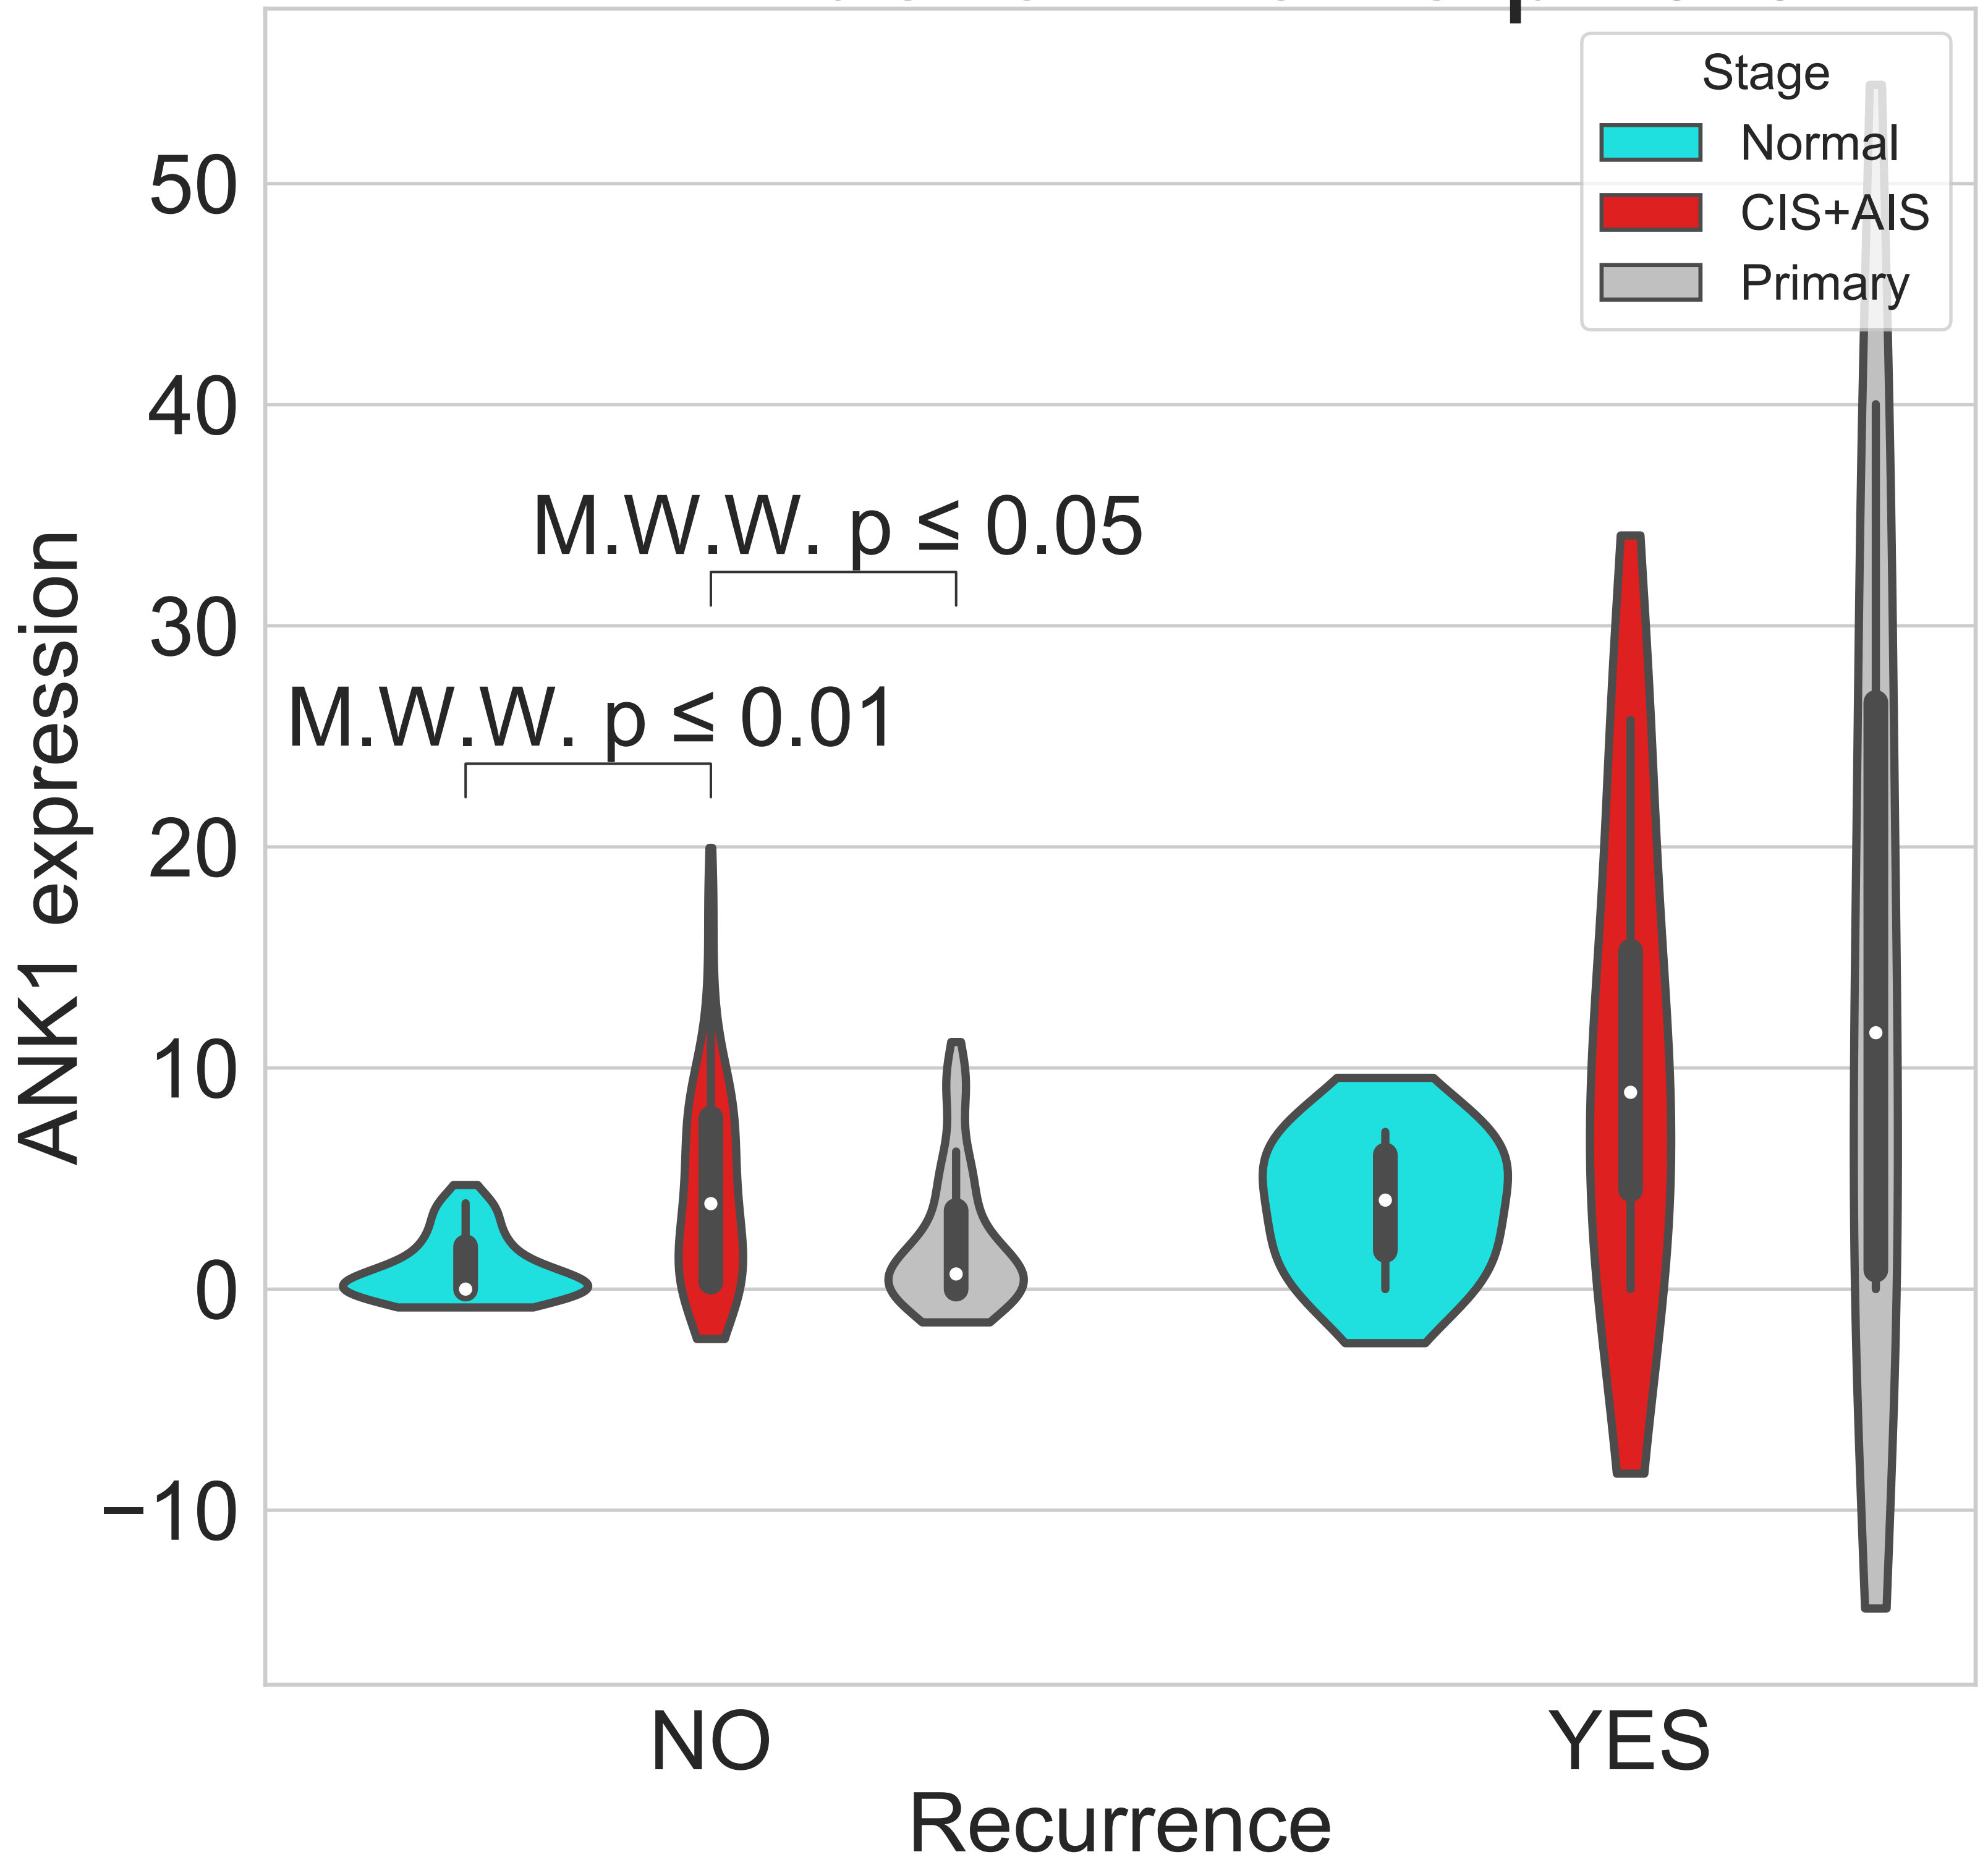 Stage
Normal
CIS+AIS
Primary
50
40
30
20
10
0
−10
ANK1 expression
M.W.W. p ≤ 0.05
M.W.W. p ≤ 0.01
NO
YES
Recurrence